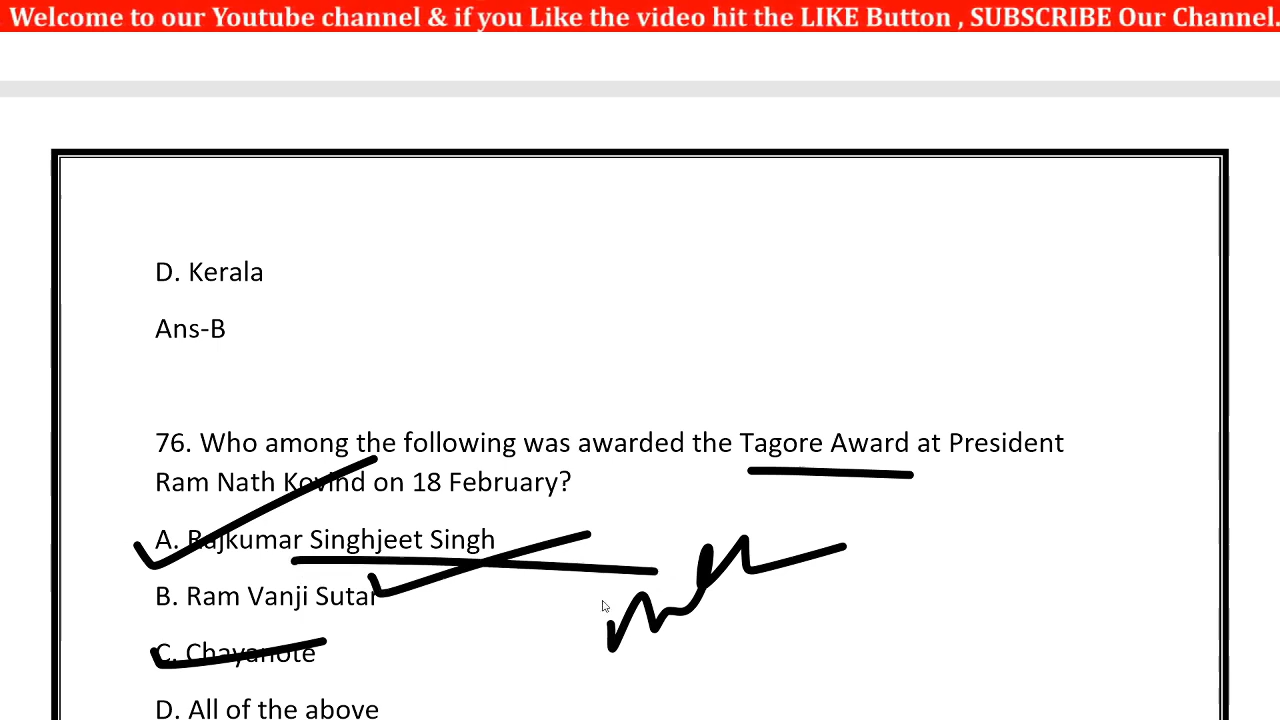 Welcome to our Youtube channel & if you Like the video hit the LIKE Button , SUBSCRIBE Our Channel.
D. Kerala
Ans-B
76. Who among the following was awarded the Tagore Award at President
Ram Nath Kovind on 18 February?
A. Rajkumar Singhjeet Singh
B. Ram Vanji Sutar
C. Chayanote
D. All of the above